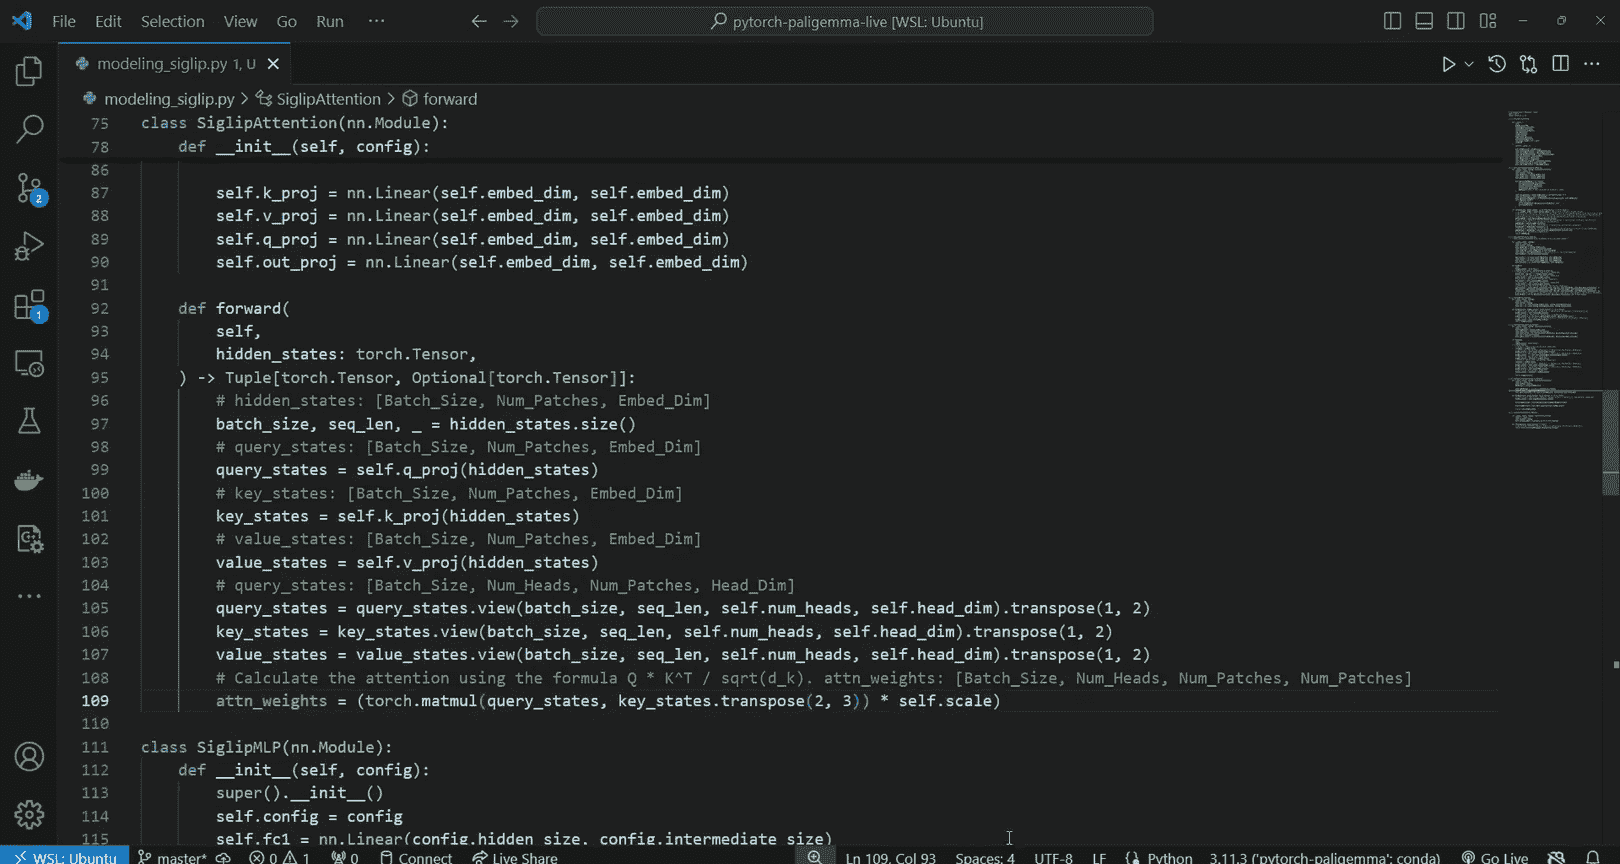 File Edit Selection View Go Run ··· pytorch-paligemma-live [WSL: Ubuntu]
modeling_siglip.py 1, U
modeling_siglip.py > SiglipAttention > forward
75 class SiglipAttention(nn.Module):
78 def __init__(self, config):
86
87 self.k_proj = nn.Linear(self.embed_dim, self.embed_dim)
88 self.v_proj = nn.Linear(self.embed_dim, self.embed_dim)
89 self.q_proj = nn.Linear(self.embed_dim, self.embed_dim)
90 self.out_proj = nn.Linear(self.embed_dim, self.embed_dim)
91
92 def forward(
93 self,
94 hidden_states: torch.Tensor,
95 ) -> Tuple[torch.Tensor, Optional[torch.Tensor]]:
96 # hidden_states: [Batch_Size, Num_Patches, Embed_Dim]
97 batch_size, seq_len, _ = hidden_states.size()
98 # query_states: [Batch_Size, Num_Patches, Embed_Dim]
99 query_states = self.q_proj(hidden_states)
100 # key_states: [Batch_Size, Num_Patches, Embed_Dim]
101 key_states = self.k_proj(hidden_states)
102 # value_states: [Batch_Size, Num_Patches, Embed_Dim]
103 value_states = self.v_proj(hidden_states)
104 # query_states: [Batch_Size, Num_Heads, Num_Patches, Head_Dim]
105 query_states = query_states.view(batch_size, seq_len, self.num_heads, self.head_dim).transpose(1, 2)
106 key_states = key_states.view(batch_size, seq_len, self.num_heads, self.head_dim).transpose(1, 2)
107 value_states = value_states.view(batch_size, seq_len, self.num_heads, self.head_dim).transpose(1, 2)
108 # Calculate the attention using the formula Q * K^T / sqrt(d_k). attn_weights: [Batch_Size, Num_Heads, Num_Patches, Num_Patches]
109 attn_weights = (torch.matmul(query_states, key_states.transpose(2, 3)) * self.scale)
110
111 class SiglipMLP(nn.Module):
112 def __init__(self, config):
113 super().__init__()
114 self.config = config
115 self.fc1 = nn.Linear(config.hidden_size, config.intermediate_size)
2
1
WSL: Ubuntu master* 0 1 0 Connect Live Share Ln 109, Col 93 Spaces: 4 UTF-8 LF Python 3.11.3 ('pytorch-paligemma': conda) Go Live